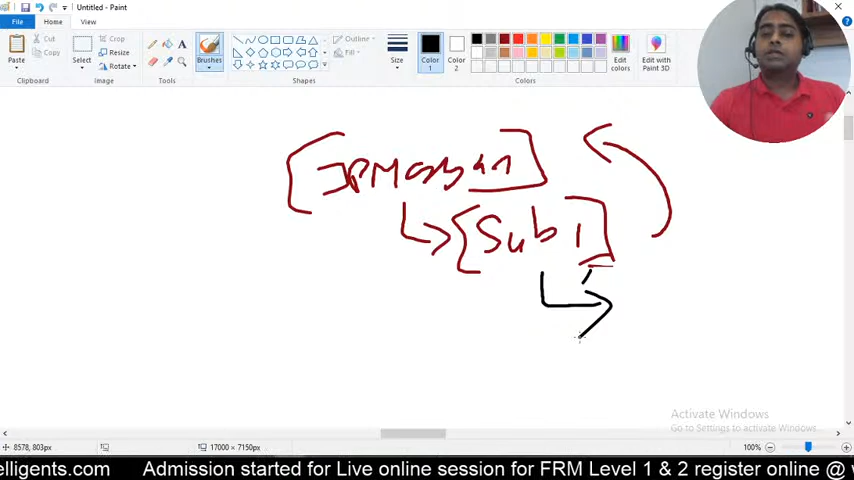 Untitled - Paint
File Home View
Cut
Copy
Paste
Clipboard
Crop
Resize
Rotate
Select
Image
Tools
Brushes
Outline
Fill
Shapes
Size
Color 1
Color 2
Edit colors
Colors
Edit with Paint 3D
JPMorgan
Sub 1
Activate Windows
Go to Settings to activate Windows.
8578, 803px 17000 × 7150px 100%
elligents.com Admission started for Live online session for FRM Level 1 & 2 register online @ w